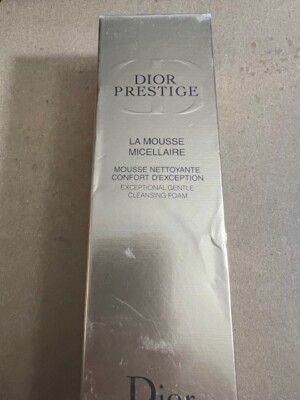 DIOR
PRESTIGE
LA MOUSSE
MICELLAIRE
MOUSSE NETTOYANTE
CONFORT D'EXCEPTION
EXCEPTIONAL GENTLE
CLEANSING FOAM
Dior